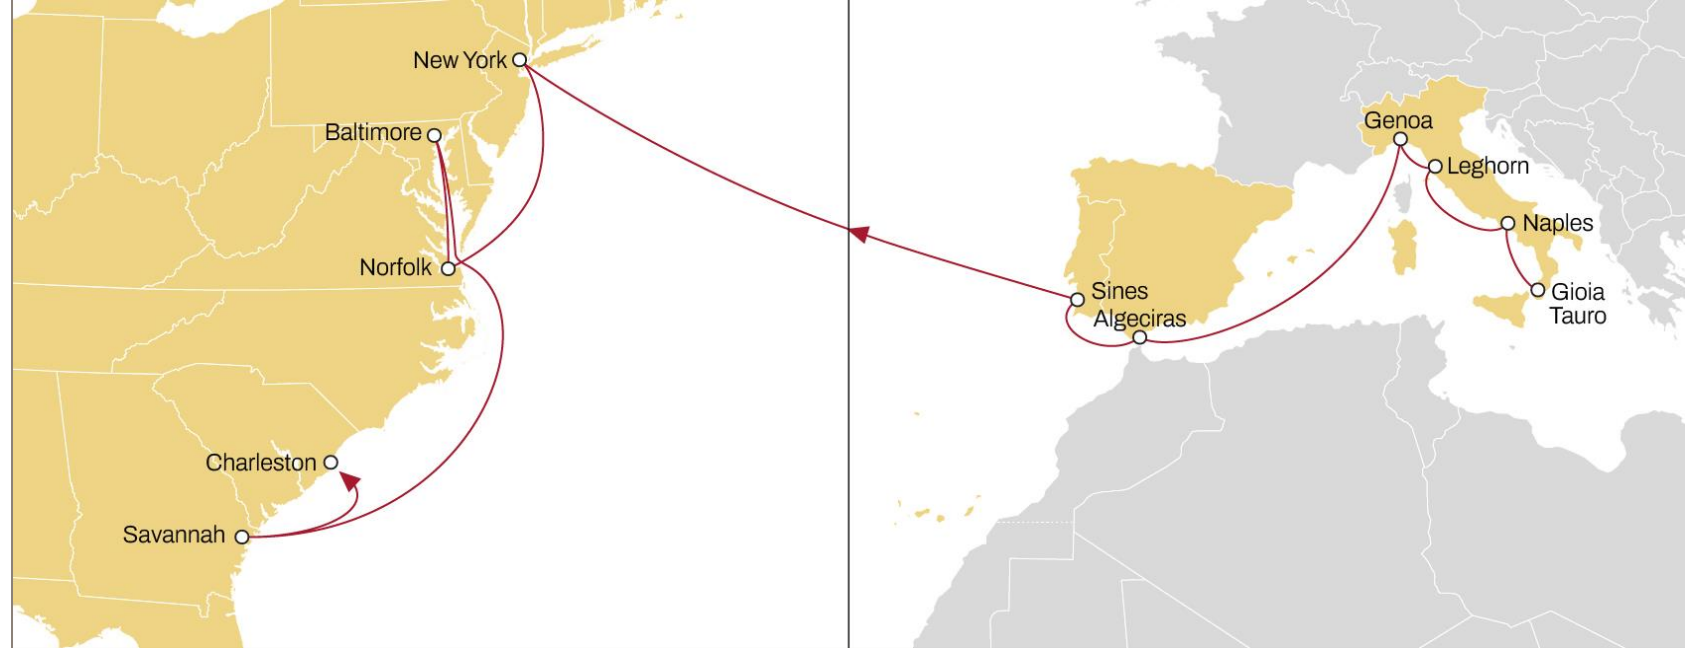 New York
Baltimore
Norfolk
Charleston
Savannah
Genoa
Leghorn
Naples
Sines
Algeciras
Gioia
Tauro